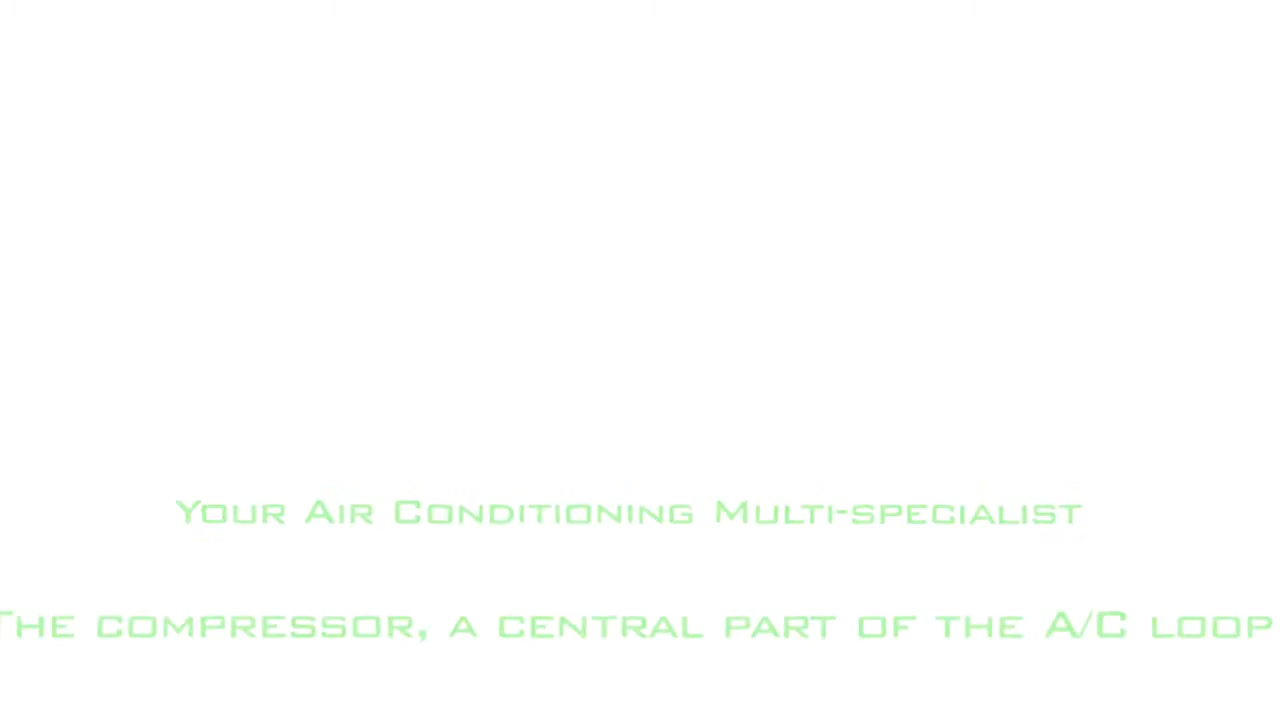 Your Air Conditioning Multi-specialist
The compressor, a central part of the A/C loop